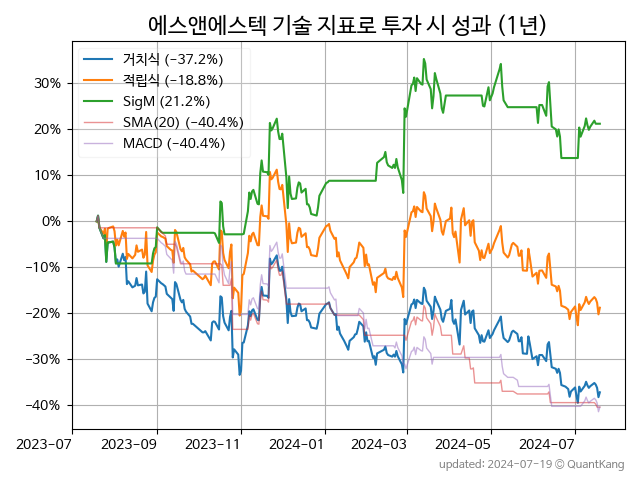 에스앤에스텍 기술 지표로 투자 시 성과 (1년)
거치식 (−37.2%)
적립식 (−18.8%)
SigM (21.2%)
SMA(20) (−40.4%)
MACD (−40.4%)
30%
20%
10%
0%
−10%
−20%
−30%
−40%
2023-07 2023-09 2023-11 2024-01 2024-03 2024-05 2024-07
updated: 2024-07-19 © QuantKang